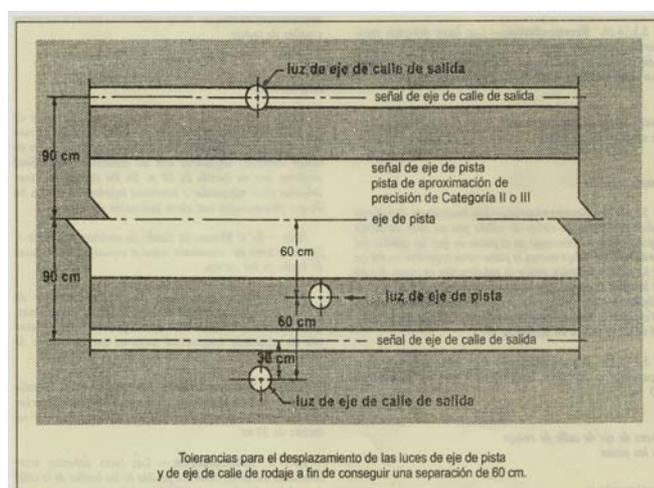 luz de eje de calle de salida
señal de eje de calle de salida
90 cm
señal de eje de pista
pista de aproximación de
precisión de Categoría II o III
eje de pista
60 cm
90 cm
luz de eje de pista
60 cm
señal de eje de calle de salida
30 cm
luz de eje de calle de salida
Tolerancias para el desplazamiento de las luces de eje de pista
y de eje de calle de rodaje a fin de conseguir una separación de 60 cm.